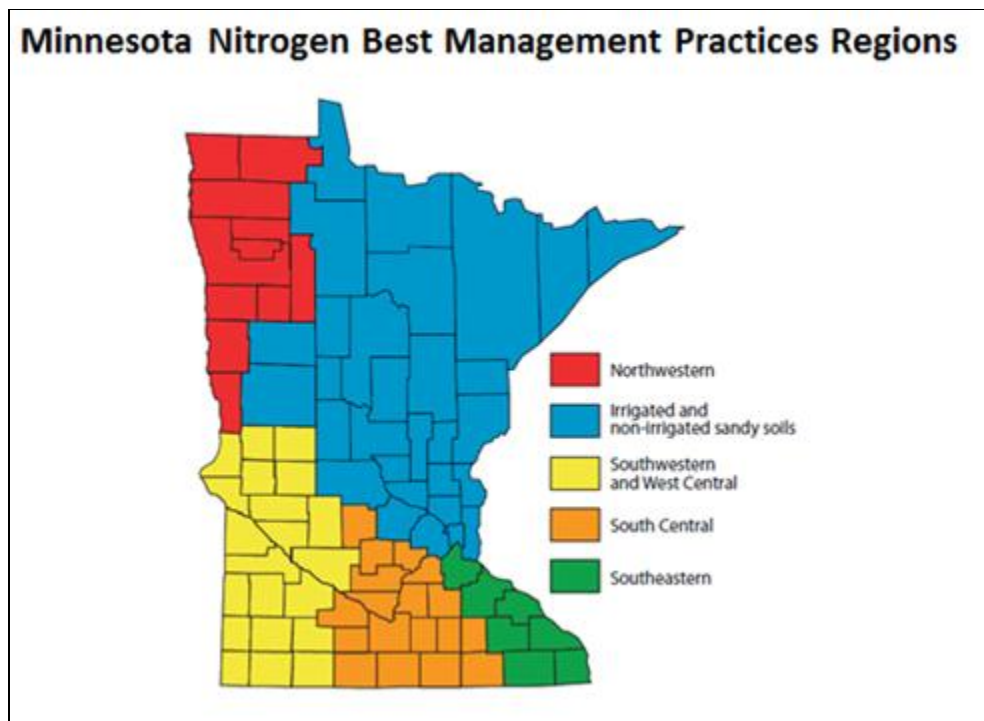 Minnesota Nitrogen Best Management Practices Regions
Northwestern
Irrigated and
non-irrigated sandy soils
Southwestern
and West Central
South Central
Southeastern